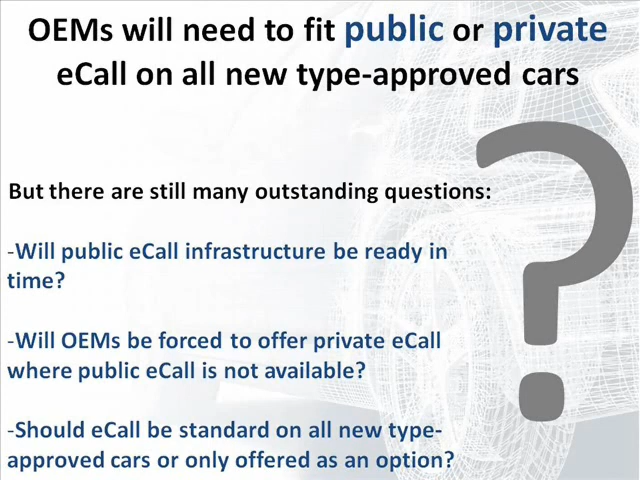 OEMs will need to fit public or private
eCall on all new type-approved cars
But there are still many outstanding questions:
-Will public eCall infrastructure be ready in
time?
-Will OEMs be forced to offer private eCall
where public eCall is not available?
-Should eCall be standard on all new type-
approved cars or only offered as an option?
?